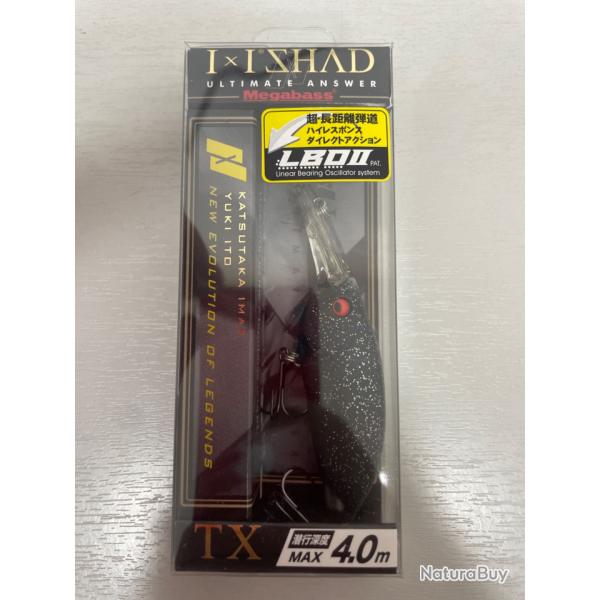 I×I SHAD
ULTIMATE ANSWER
Megabass
超・長距離弾道
ハイレスポンス
ダイレクトアクション
LBOII PAT.
Linear Bearing Oscillator system
KATSUTAKA IMAE
YUKI ITO
NEW EVOLUTION OF LEGENDS
TX
潜行深度
MAX 4.0m
NaturaBuy